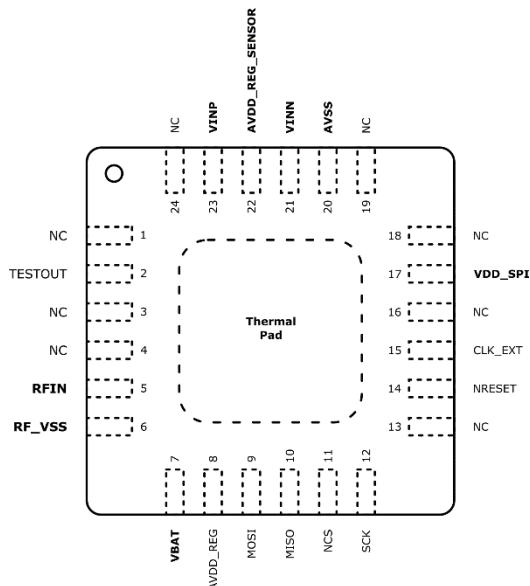 NC
VINP
AVDD_REG_SENSOR
VINN
AVSS
NC
24
23
22
21
20
19
NC 1
TESTOUT 2
NC 3
NC 4
RFIN 5
RF_VSS 6
18 NC
17 VDD_SPI
16 NC
15 CLK_EXT
14 NRESET
13 NC
Thermal
Pad
7
8
9
10
11
12
VBAT
AVDD_REG
MOSI
MISO
NCS
SCK